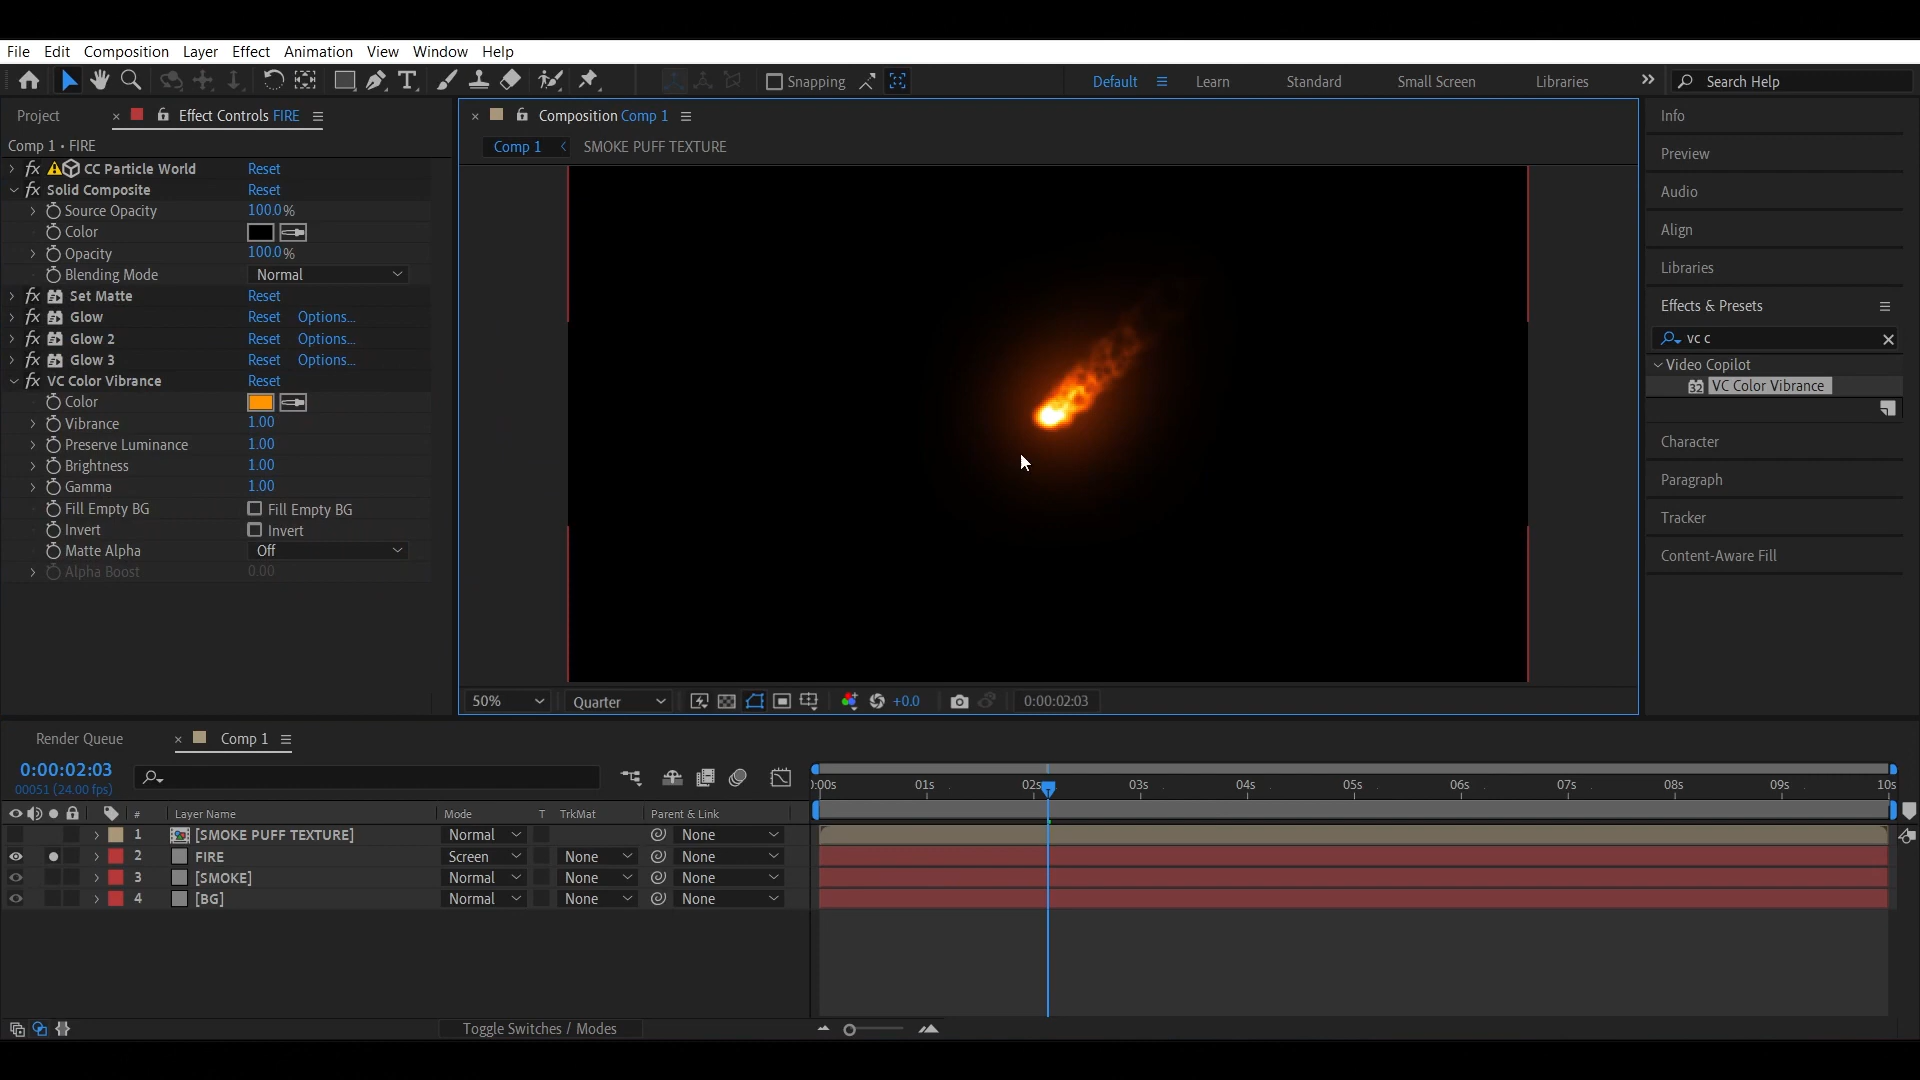 File Edit Composition Layer Effect Animation View Window Help
Snapping Default Learn Standard Small Screen Libraries Search Help
Project Effect Controls FIRE
Comp 1 • FIRE
fx CC Particle World Reset
fx Solid Composite Reset
Source Opacity 100.0%
Color
Opacity 100.0%
Blending Mode Normal
fx Set Matte Reset
fx Glow Reset Options...
fx Glow 2 Reset Options...
fx Glow 3 Reset Options...
fx VC Color Vibrance Reset
Color
Vibrance 1.00
Preserve Luminance 1.00
Brightness 1.00
Gamma 1.00
Fill Empty BG Fill Empty BG
Invert Invert
Matte Alpha Off
Alpha Boost 0.00
Composition Comp 1
Comp 1 SMOKE PUFF TEXTURE
50% Quarter +0.0 0:00:02:03
Info
Preview
Audio
Align
Libraries
Effects & Presets
vc c
Video Copilot
32 VC Color Vibrance
Character
Paragraph
Tracker
Content-Aware Fill
Render Queue Comp 1
0:00:02:03
00051 (24.00 fps)
# Layer Name Mode T TrkMat Parent & Link
1 [SMOKE PUFF TEXTURE] Normal None
2 FIRE Screen None None
3 [SMOKE] Normal None None
4 [BG] Normal None None
:00s 01s 02s 03s 04s 05s 06s 07s 08s 09s 10s
Toggle Switches / Modes